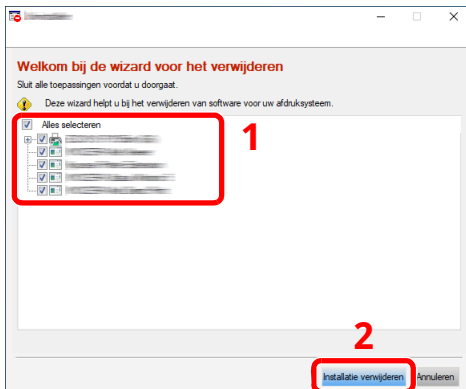 Welkom bij de wizard voor het verwijderen
Sluit alle toepassingen voordat u doorgaat.
Deze wizard helpt u bij het verwijderen van software voor uw afdruksysteem.
Alles selecteren
1
2
Installatie verwijderen Annuleren